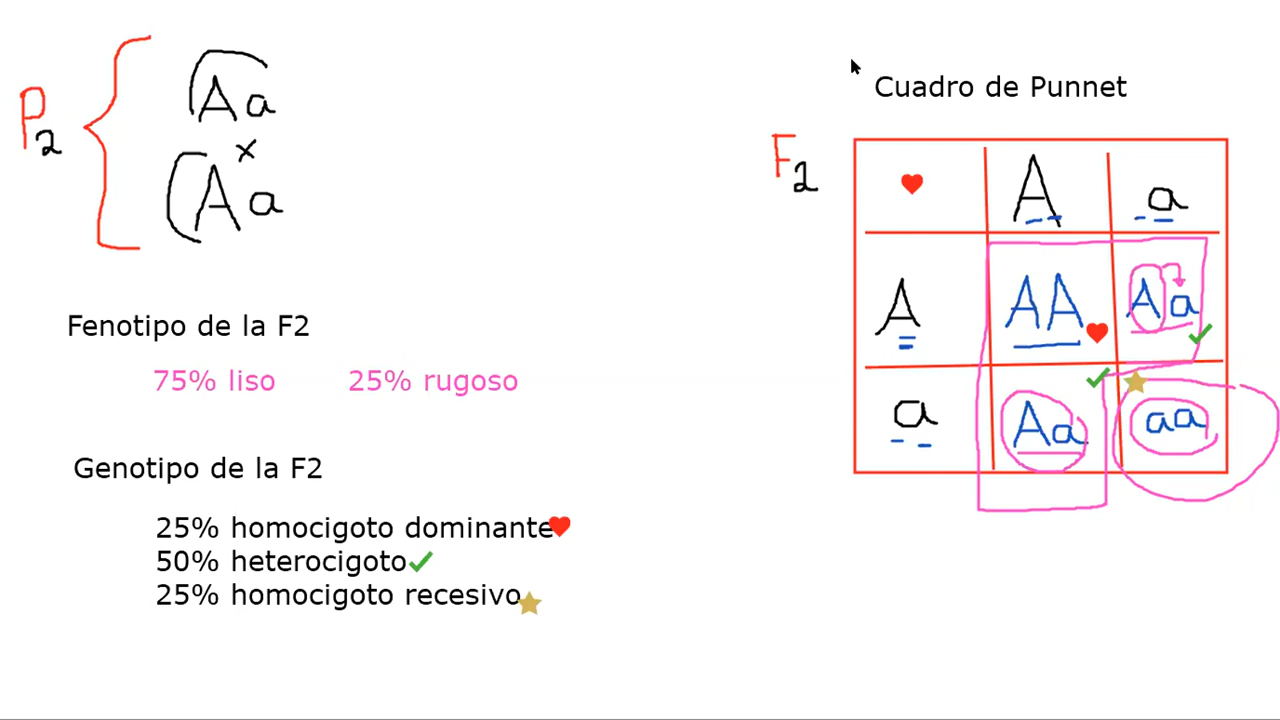 P2
Aa
x
Aa
Fenotipo de la F2
75% liso 25% rugoso
Genotipo de la F2
25% homocigoto dominante
50% heterocigoto
25% homocigoto recesivo
Cuadro de Punnet
F2
A a
A AA Aa
a Aa aa